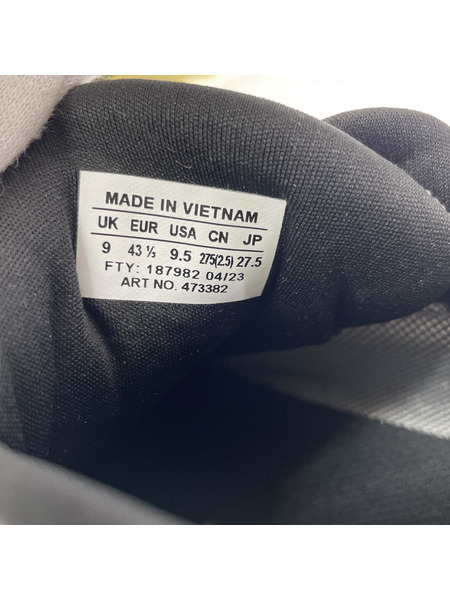 MADE IN VIETNAM
UK EUR USA CN JP
9 43 ⅓ 9.5 275(2.5) 27.5
FTY: 187982 04/23
ART NO. 473382